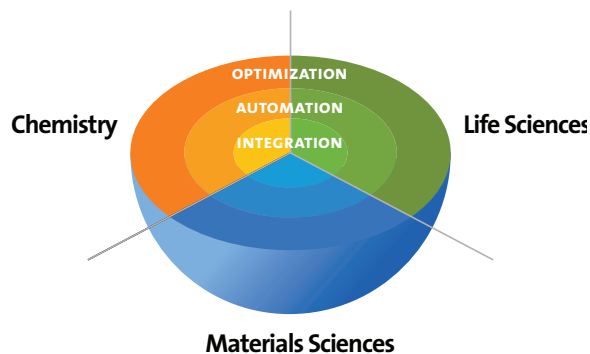 OPTIMIZATION
AUTOMATION
Chemistry
Life Sciences
INTEGRATION
Materials Sciences